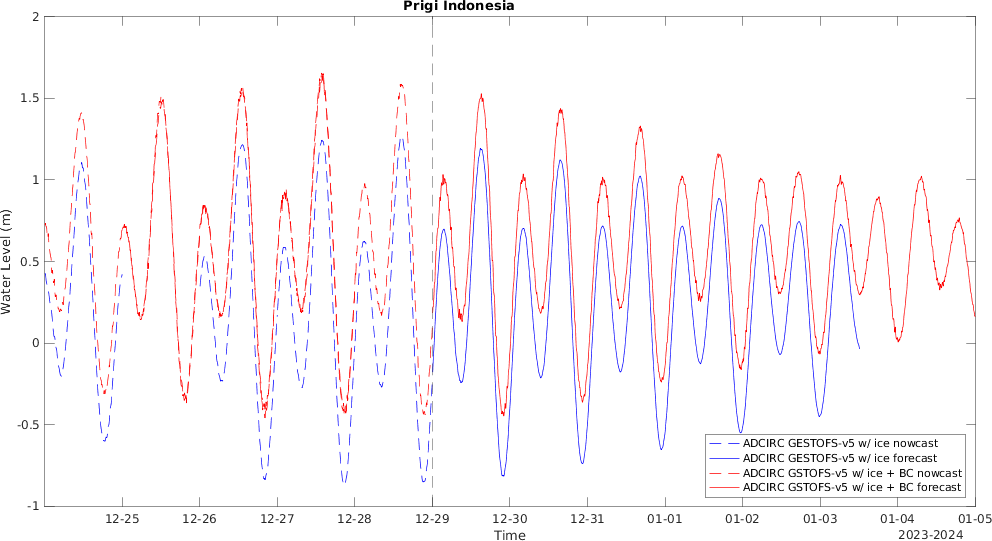 Prigi Indonesia
2
1.5
1
0.5
0
-0.5
-1
Water Level (m)
12-25 12-26 12-27 12-28 12-29 12-30 12-31 01-01 01-02 01-03 01-04 01-05
Time
2023-2024
ADCIRC GESTOFS-v5 w/ ice nowcast
ADCIRC GESTOFS-v5 w/ ice forecast
ADCIRC GSTOFS-v5 w/ ice + BC nowcast
ADCIRC GSTOFS-v5 w/ ice + BC forecast